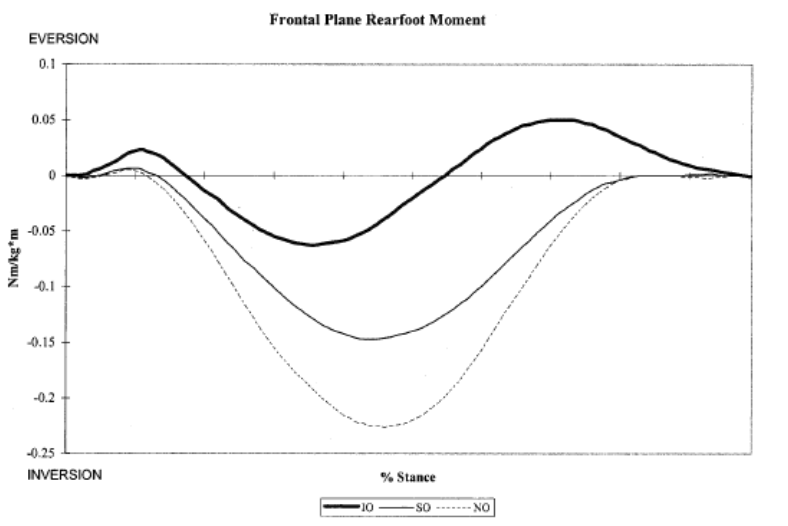 Frontal Plane Rearfoot Moment
EVERSION
0.1
0.05
0
-0.05
-0.1
-0.15
-0.2
-0.25
Nm/kg*m
INVERSION
% Stance
IO SO NO